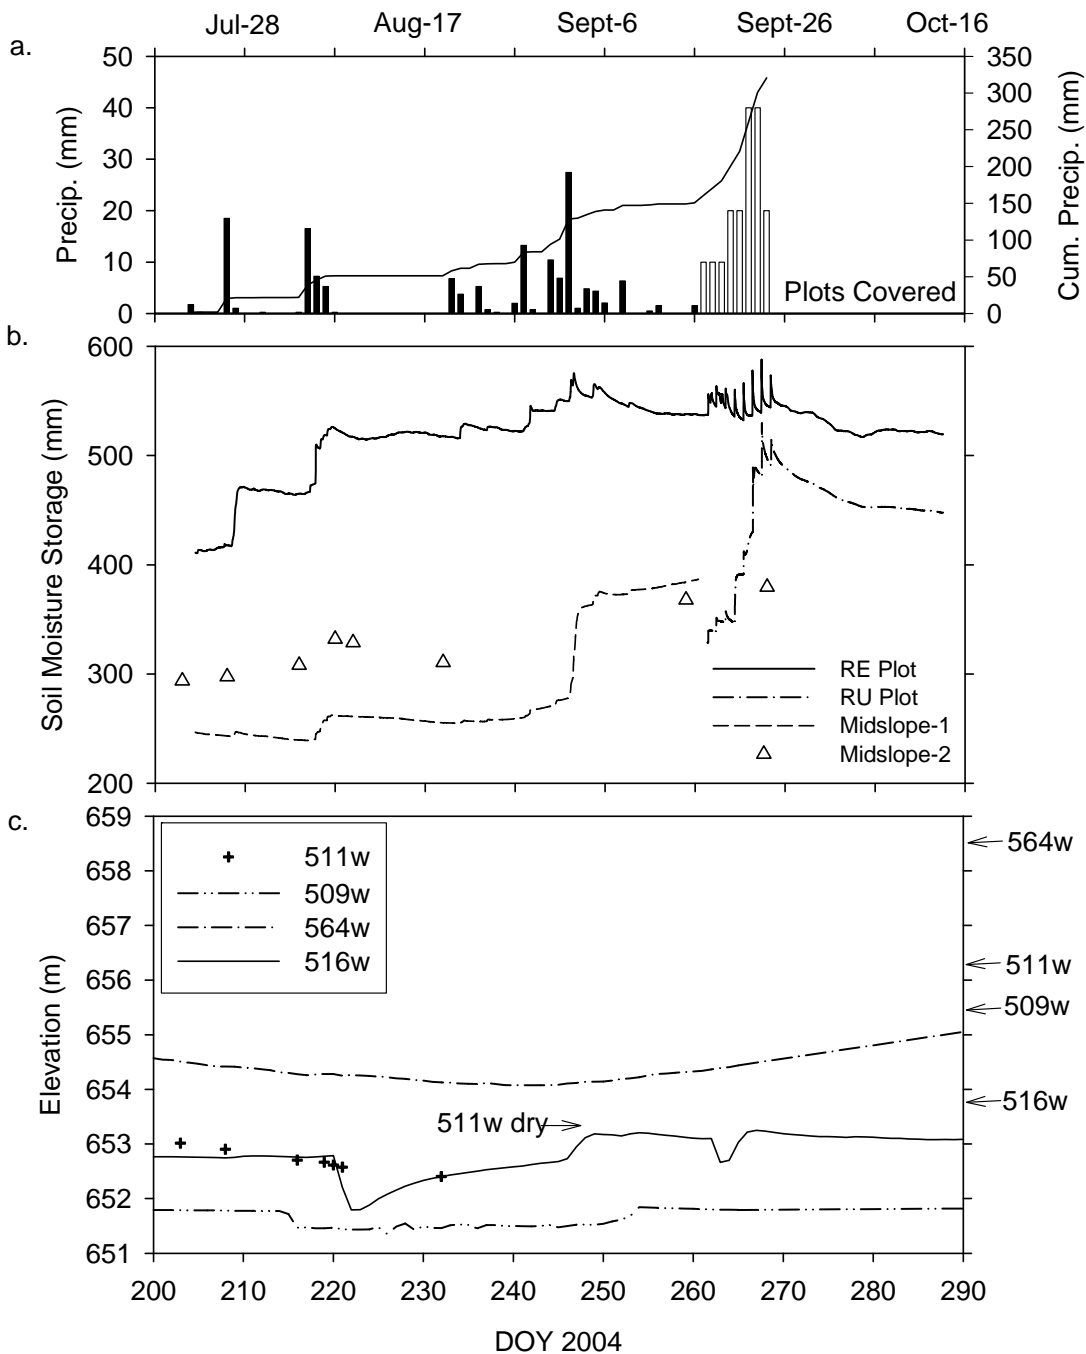 Jul-28 Aug-17 Sept-6 Sept-26 Oct-16
a.
Precip. (mm)
50
40
30
20
10
0
350
300
250
200
150
100
50
0
Cum. Precip. (mm)
Plots Covered
b.
Soil Moisture Storage (mm)
600
500
400
300
200
RE Plot
RU Plot
Midslope-1
Midslope-2
c.
Elevation (m)
659
658
657
656
655
654
653
652
651
511w
509w
564w
516w
511w dry
564w
511w
509w
516w
200 210 220 230 240 250 260 270 280 290
DOY 2004